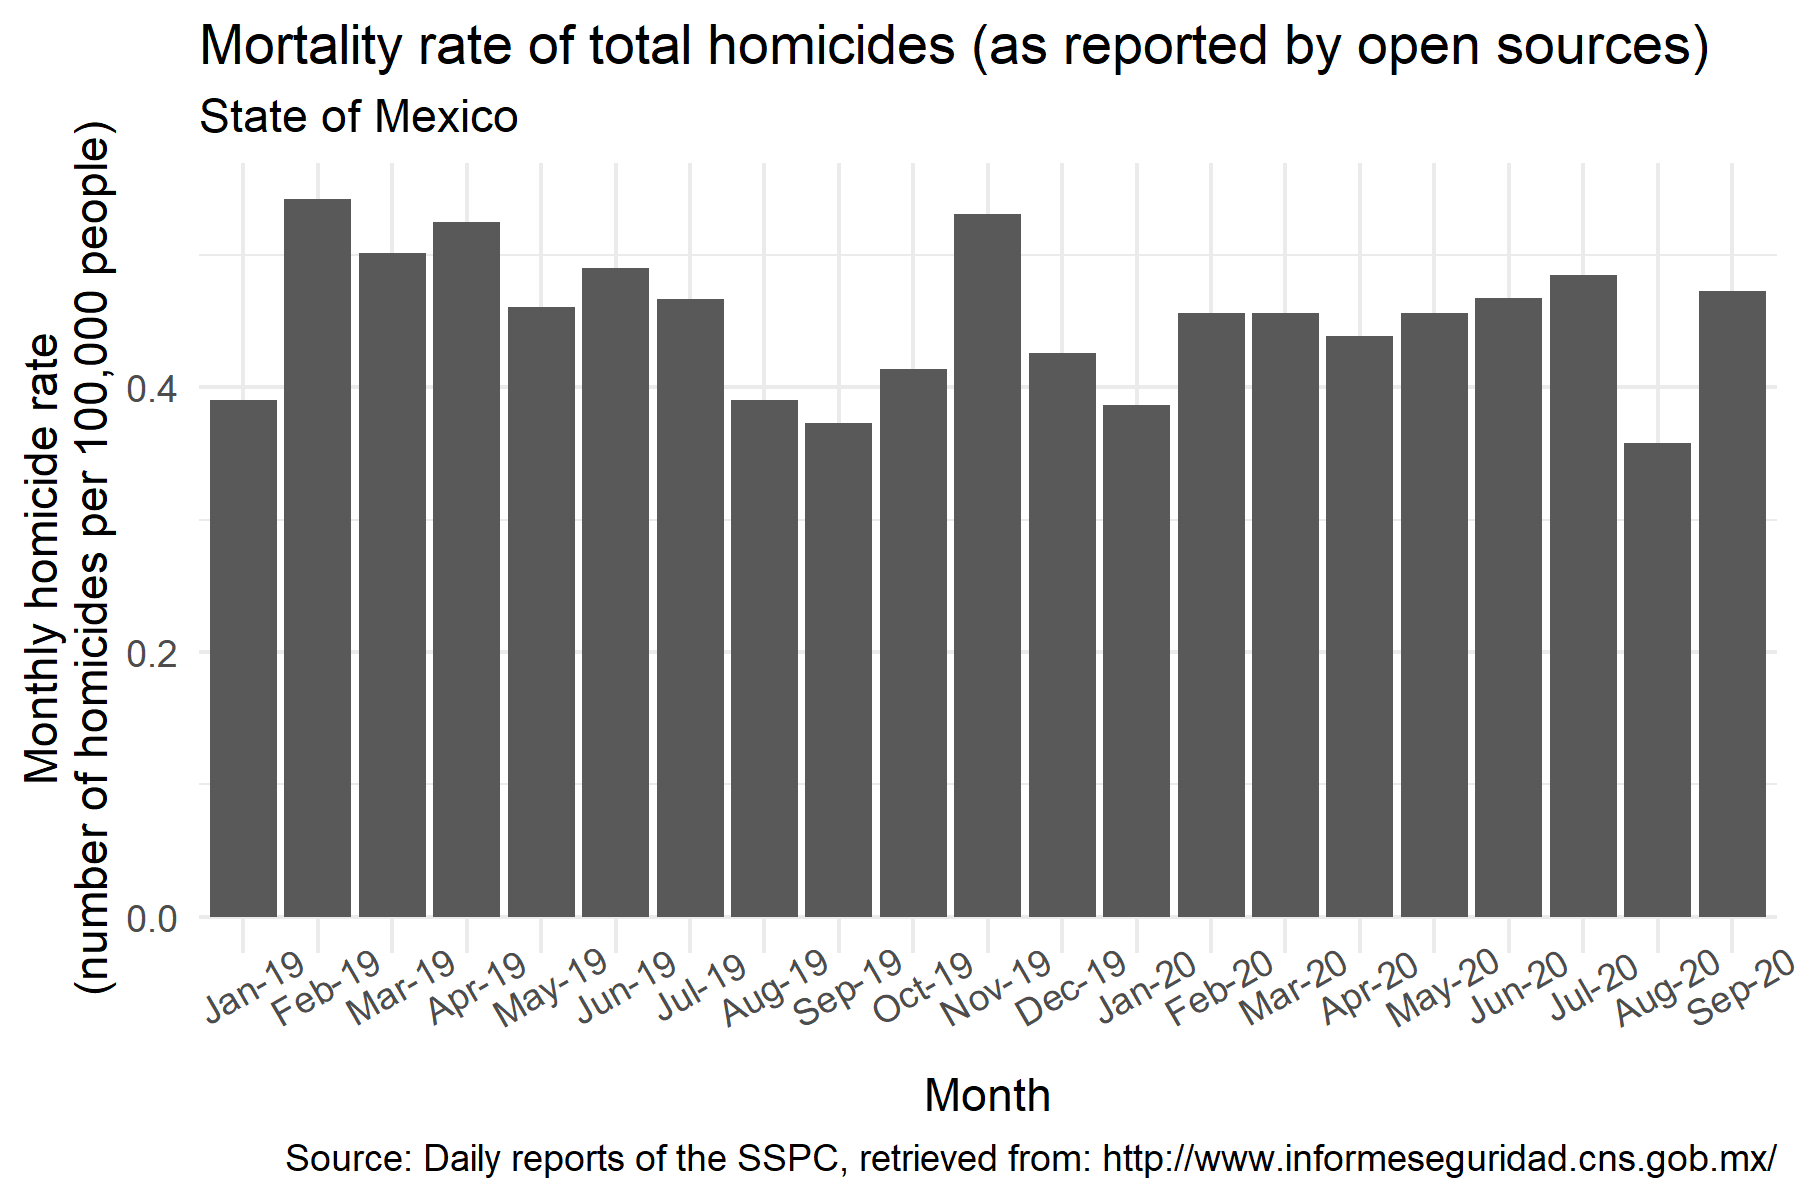 Mortality rate of total homicides (as reported by open sources)
State of Mexico
Monthly homicide rate
(number of homicides per 100,000 people)
0.4
0.2
0.0
Jan-19
Feb-19
Mar-19
Apr-19
May-19
Jun-19
Jul-19
Aug-19
Sep-19
Oct-19
Nov-19
Dec-19
Jan-20
Feb-20
Mar-20
Apr-20
May-20
Jun-20
Jul-20
Aug-20
Sep-20
Month
Source: Daily reports of the SSPC, retrieved from: http://www.informeseguridad.cns.gob.mx/